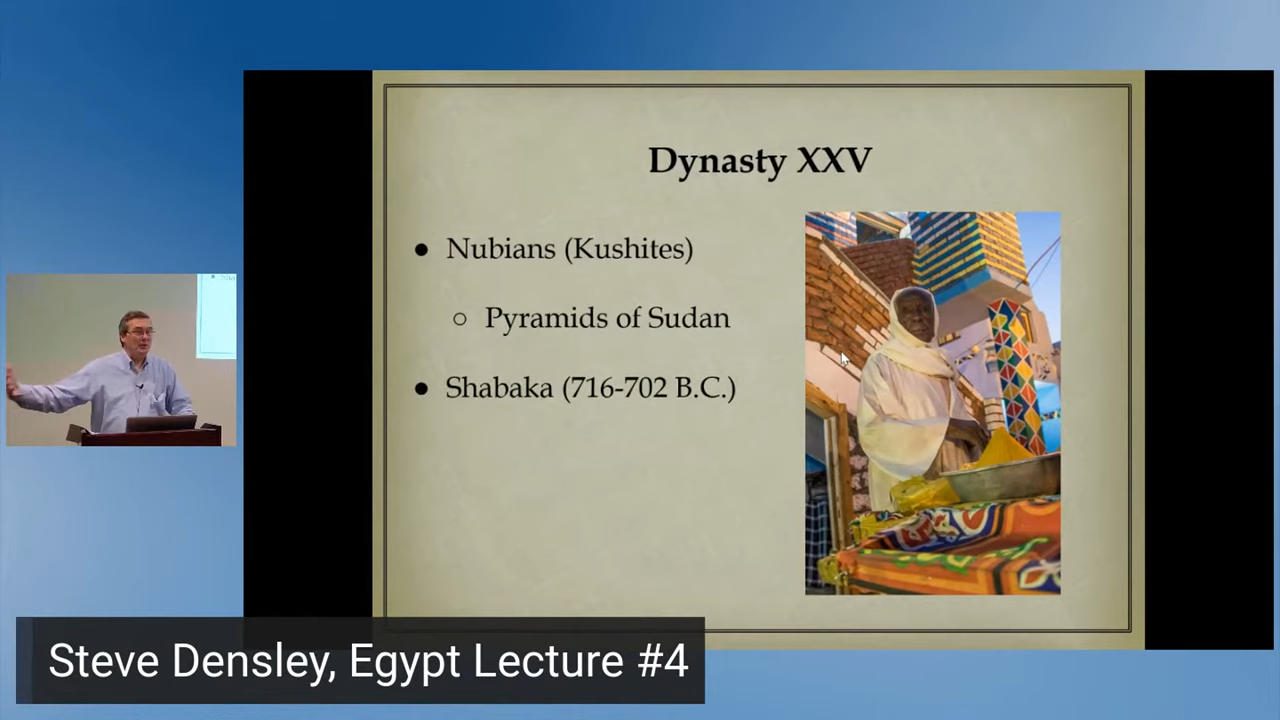 Dynasty XXV
● Nubians (Kushites)
○ Pyramids of Sudan
● Shabaka (716-702 B.C.)
Steve Densley, Egypt Lecture #4